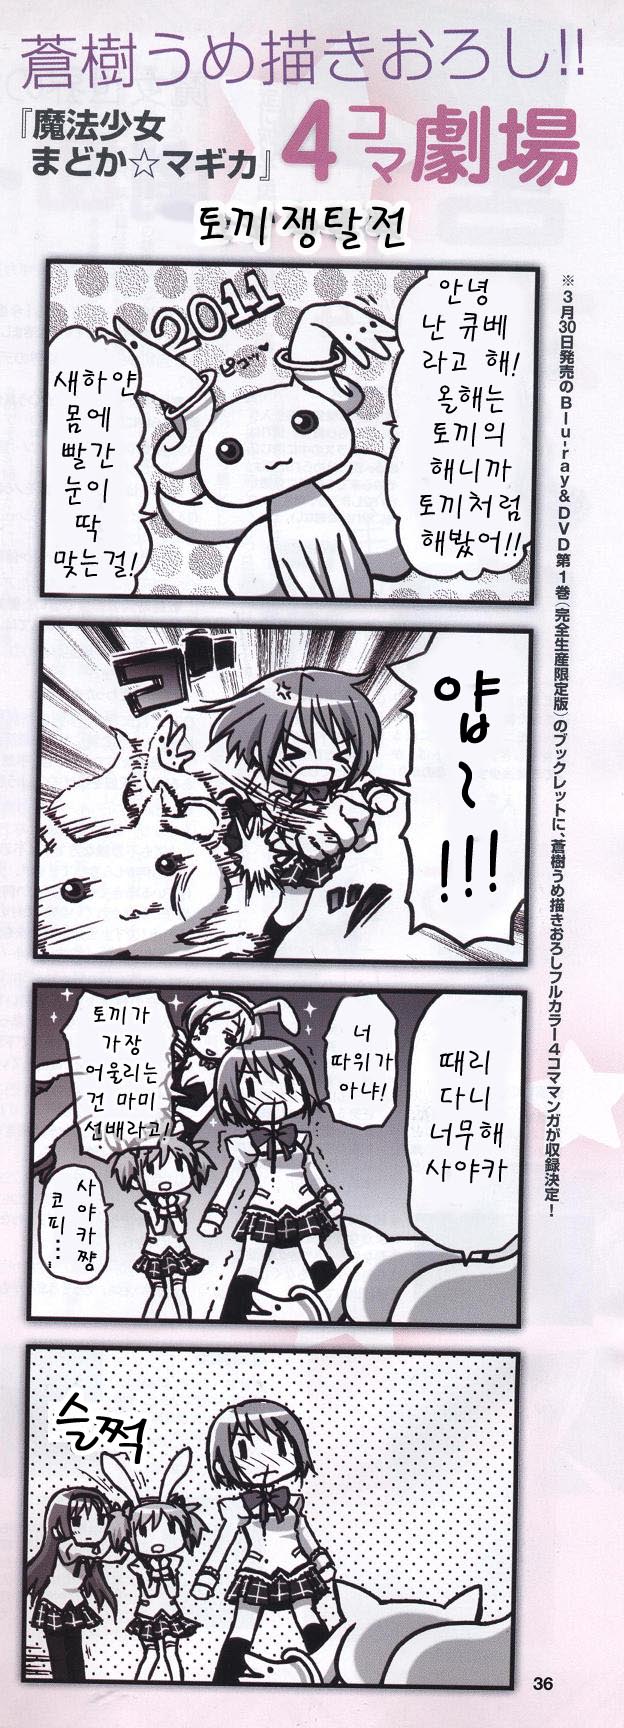 蒼樹うめ描きおろし!!
『魔法少女
まどか☆マギカ』
4コマ劇場
토끼 쟁탈전
※3月30日発売のBlu-ray&DVD第1巻(完全生産限定版)のブックレットに、蒼樹うめ描きおろしフルカラー4コママンガが収録決定!
안녕
난 큐베
라고 해!
올해는
토끼의
해니까
토끼처럼
해봤어!!
2011
ピコッ♥
새하얀
몸에
빨간
눈이
딱
맞는걸!
얍
~
!!!
ゴ
때리
다니
너무해
사야카
너
따위가
아냐!
토끼가
가장
어울리는
건 마미
선배라고!
사야카쨩
코피...
슬쩍
36